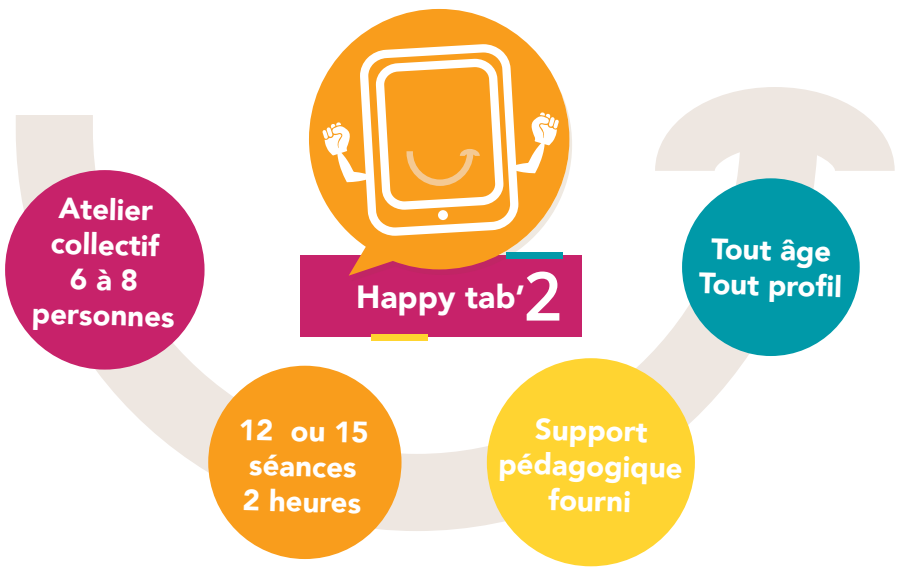 Happy tab’2
Atelier
collectif
6 à 8
personnes
12 ou 15
séances
2 heures
Support
pédagogique
fourni
Tout âge
Tout profil